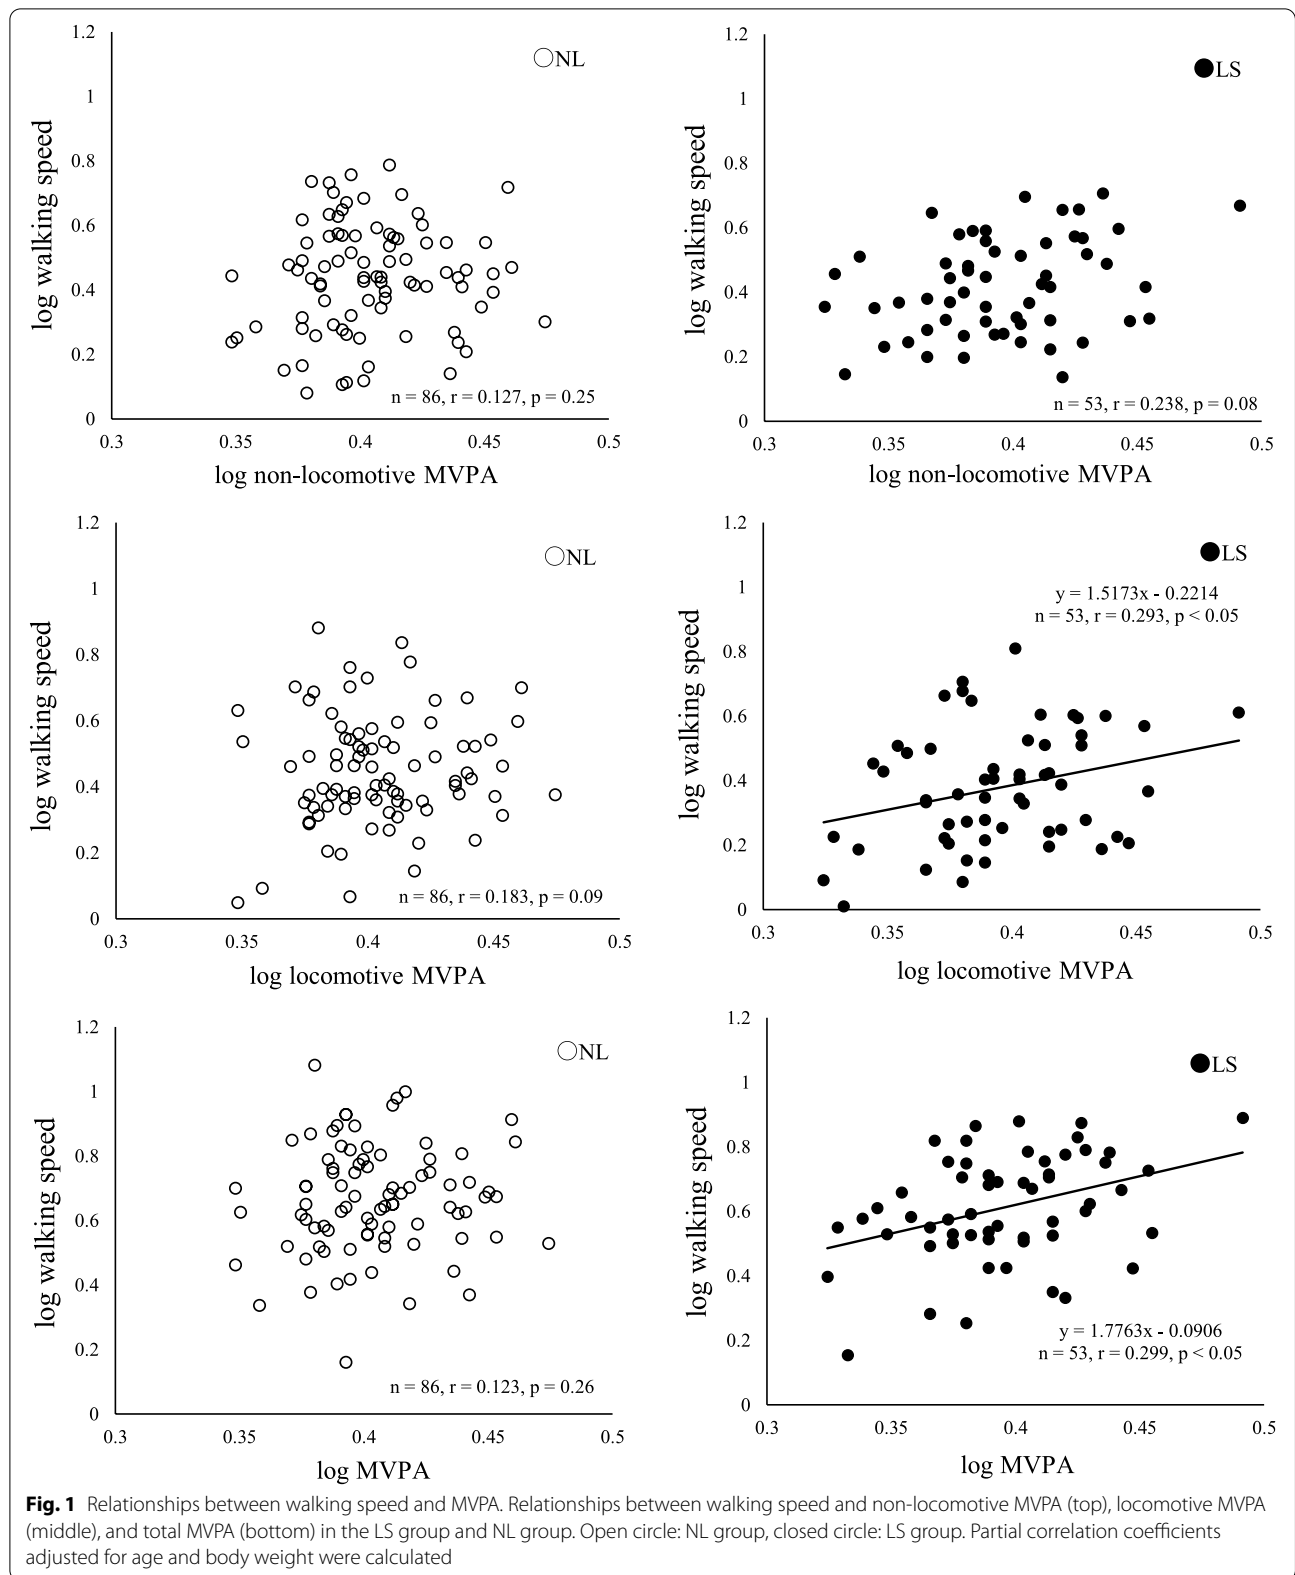 1.2
1
0.8
0.6
0.4
0.2
0
log walking speed
NL
n = 86, r = 0.127, p = 0.25
0.3 0.35 0.4 0.45 0.5
log non-locomotive MVPA
1.2
1
0.8
0.6
0.4
0.2
0
log walking speed
LS
n = 53, r = 0.238, p = 0.08
0.3 0.35 0.4 0.45 0.5
log non-locomotive MVPA
1.2
1
0.8
0.6
0.4
0.2
0
log walking speed
NL
n = 86, r = 0.183, p = 0.09
0.3 0.35 0.4 0.45 0.5
log locomotive MVPA
1.2
1
0.8
0.6
0.4
0.2
0
log walking speed
LS
y = 1.5173x - 0.2214
n = 53, r = 0.293, p < 0.05
0.3 0.35 0.4 0.45 0.5
log locomotive MVPA
1.2
1
0.8
0.6
0.4
0.2
0
log walking speed
NL
n = 86, r = 0.123, p = 0.26
0.3 0.35 0.4 0.45 0.5
log MVPA
1.2
1
0.8
0.6
0.4
0.2
0
log walking speed
LS
y = 1.7763x - 0.0906
n = 53, r = 0.299, p < 0.05
0.3 0.35 0.4 0.45 0.5
log MVPA
Fig. 1 Relationships between walking speed and MVPA. Relationships between walking speed and non-locomotive MVPA (top), locomotive MVPA
(middle), and total MVPA (bottom) in the LS group and NL group. Open circle: NL group, closed circle: LS group. Partial correlation coefficients
adjusted for age and body weight were calculated